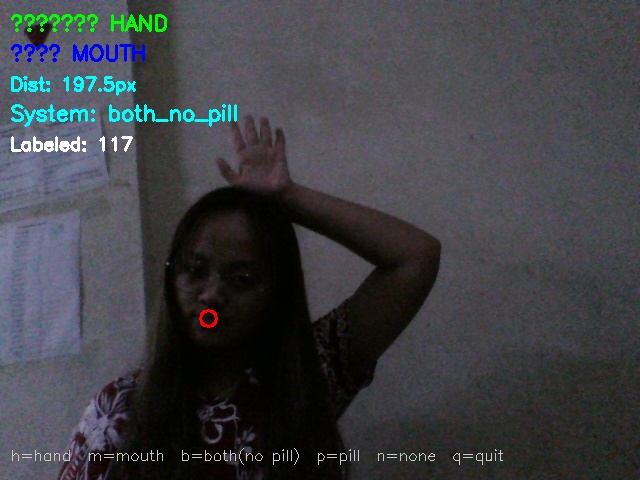 ??????? HAND
???? MOUTH
Dist: 197.5px
System: both_no_pill
Labeled: 117
h=hand m=mouth b=both(no pill) p=pill n=none q=quit